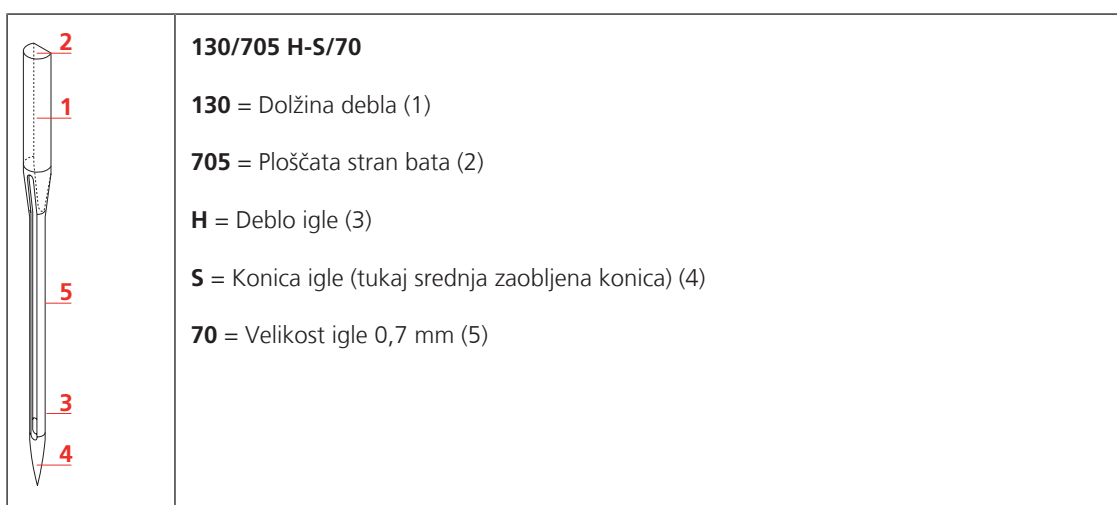 2
1
5
3
4
130/705 H-S/70
130 = Dolžina debla (1)
705 = Ploščata stran bata (2)
H = Deblo igle (3)
S = Konica igle (tukaj srednja zaobljena konica) (4)
70 = Velikost igle 0,7 mm (5)